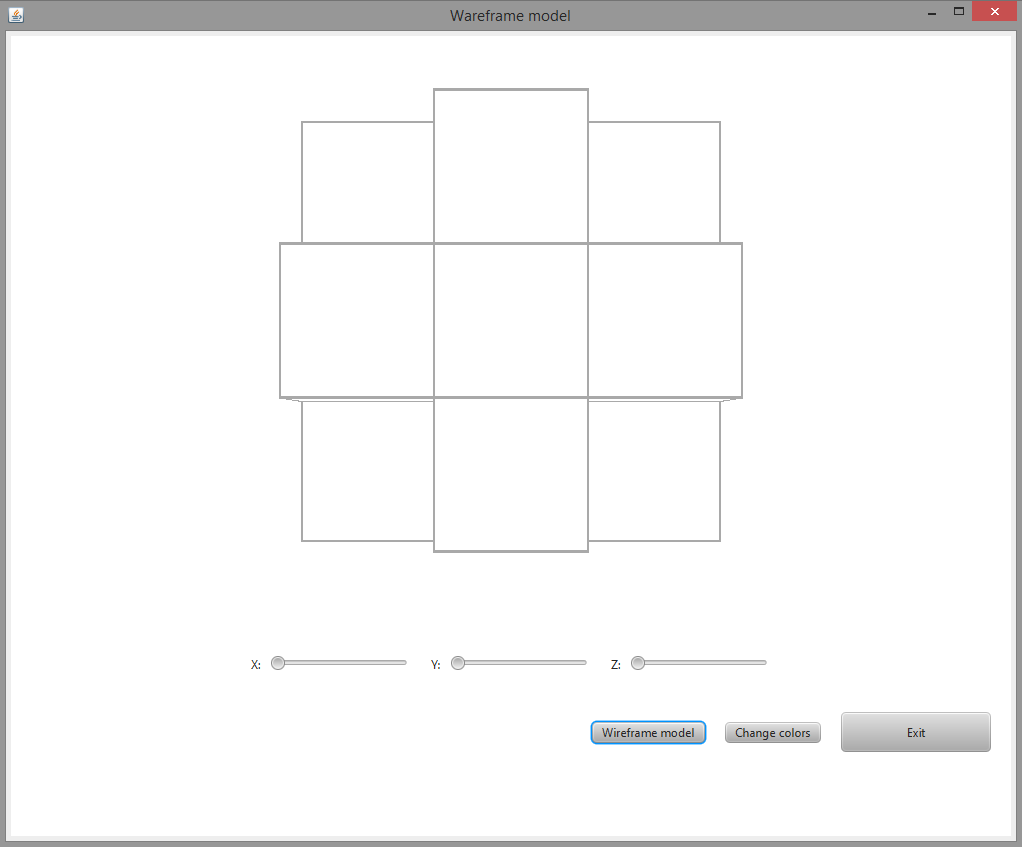 Wareframe model
X:
Y:
Z:
Wireframe model
Change colors
Exit